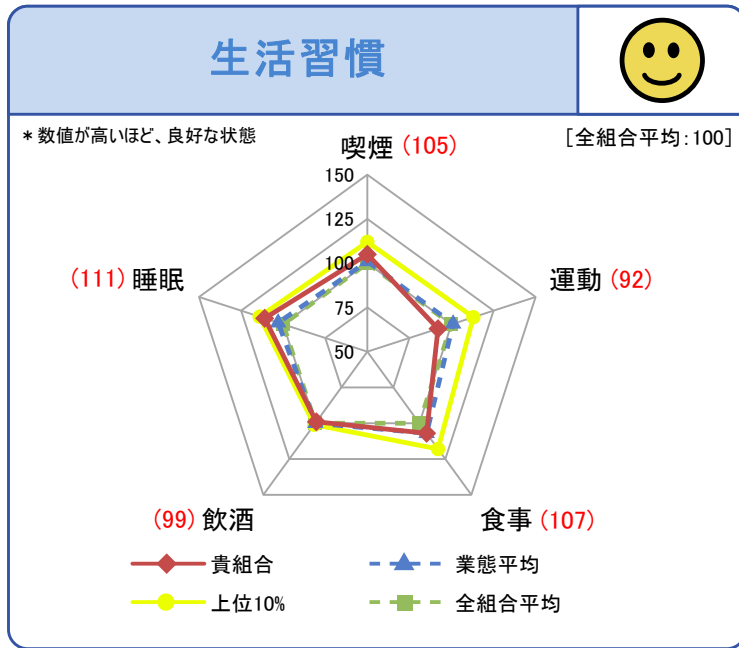 生活習慣
＊数値が高いほど、良好な状態
[全組合平均：100]
喫煙 (105)
150
125
100
75
50
(111) 睡眠
運動 (92)
(99) 飲酒
食事 (107)
貴組合
業態平均
上位10%
全組合平均